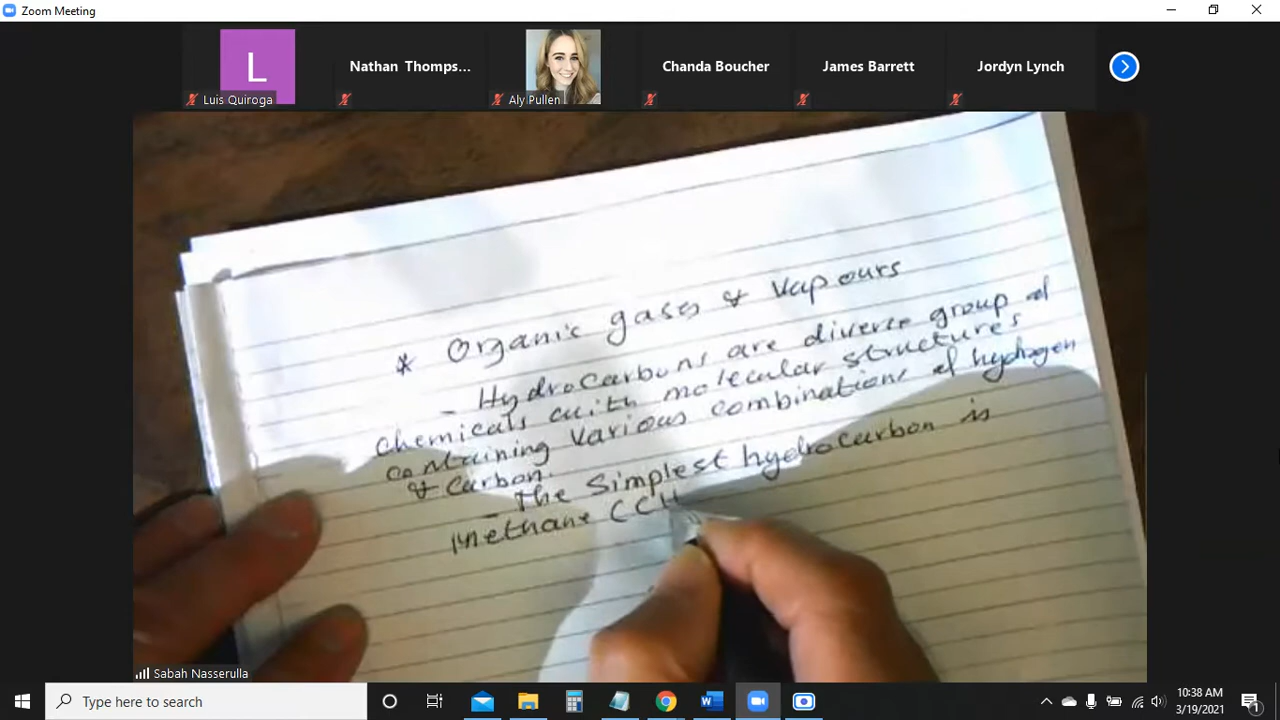 Zoom Meeting
L
Luis Quiroga
Nathan Thomps...
Aly Pullen
Chanda Boucher
James Barrett
Jordyn Lynch
* Organic gases & Vapours
- Hydrocarbons are diverse group of
chemicals with molecular structures
containing various combinations of hydrogen
& Carbon.
- The Simplest hydrocarbon is
Methane (CH
Sabah Nasserulla
Type here to search
10:38 AM
3/19/2021
1